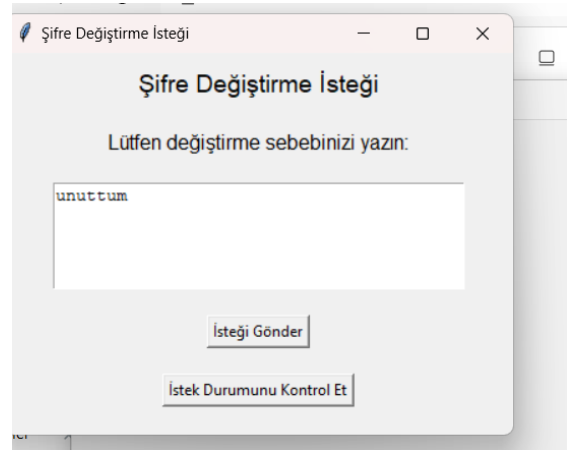 Şifre Değiştirme İsteği
Şifre Değiştirme İsteği
Lütfen değiştirme sebebinizi yazın:
unuttum
İsteği Gönder
İstek Durumunu Kontrol Et